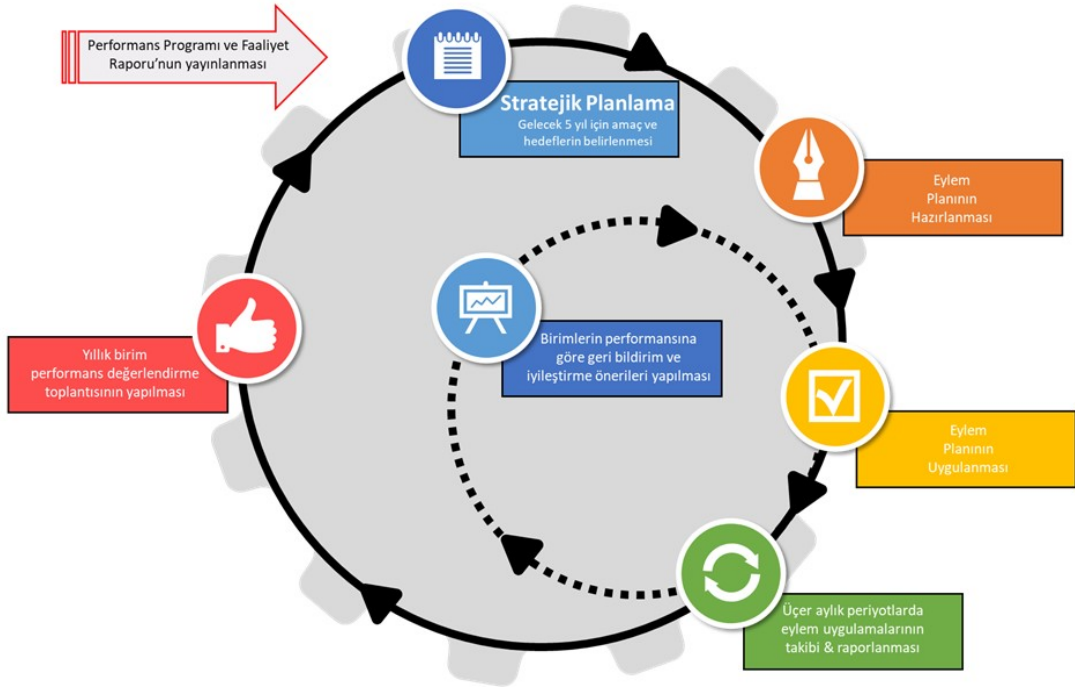 Performans Programı ve Faaliyet
Raporu’nun yayınlanması
Stratejik Planlama
Gelecek 5 yıl için amaç ve
hedeflerin belirlenmesi
Eylem
Planının
Hazırlanması
Birimlerin performansına
göre geri bildirim ve
iyileştirme önerileri yapılması
Yıllık birim
performans değerlendirme
toplantısının yapılması
Eylem
Planının
Uygulanması
Üçer aylık periyotlarda
eylem uygulamalarının
takibi & raporlanması